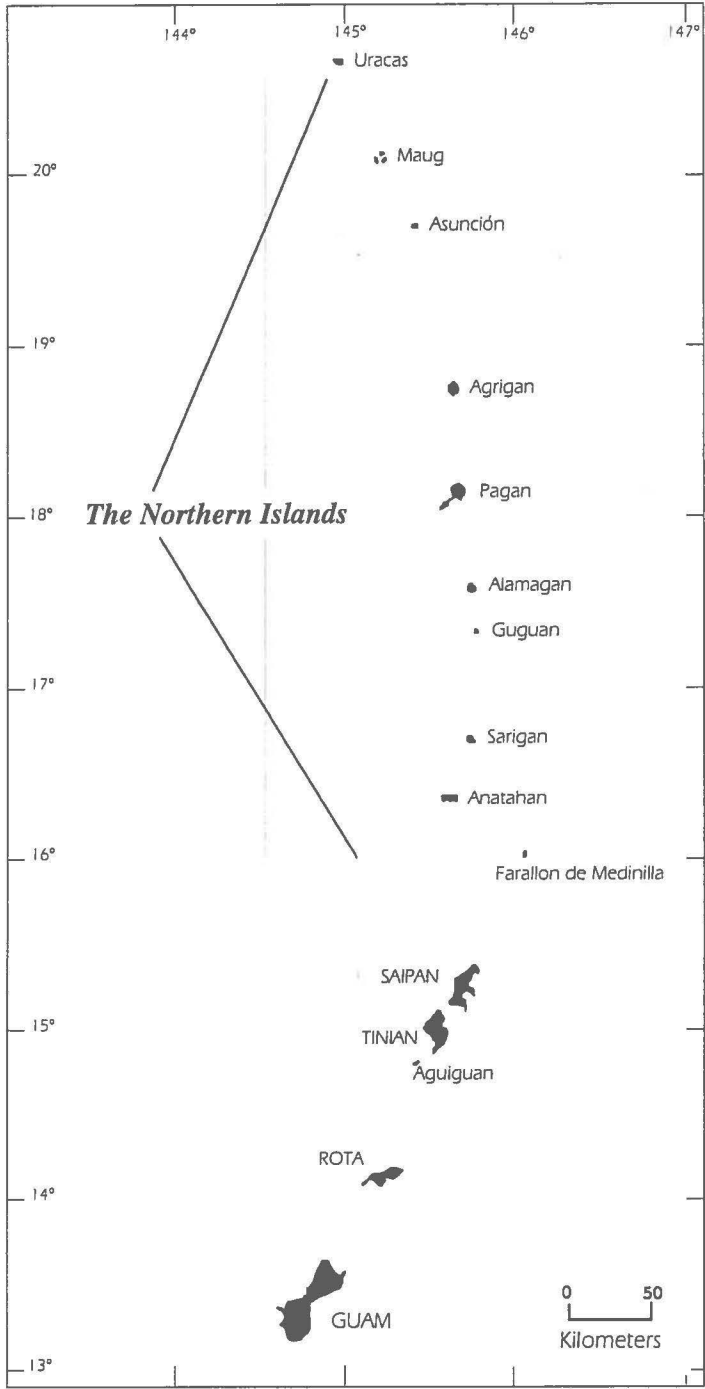 144° 145° 146° 147°
Uracas
Maug
20°
Asunción
19°
Agrigan
Pagan
The Northern Islands
18°
Alamagan
Guguan
17°
Sarigan
Anatahan
16°
Farallon de Medinilla
SAIPAN
15°
TINIAN
Aguiguan
ROTA
14°
0 50
GUAM
Kilometers
13°